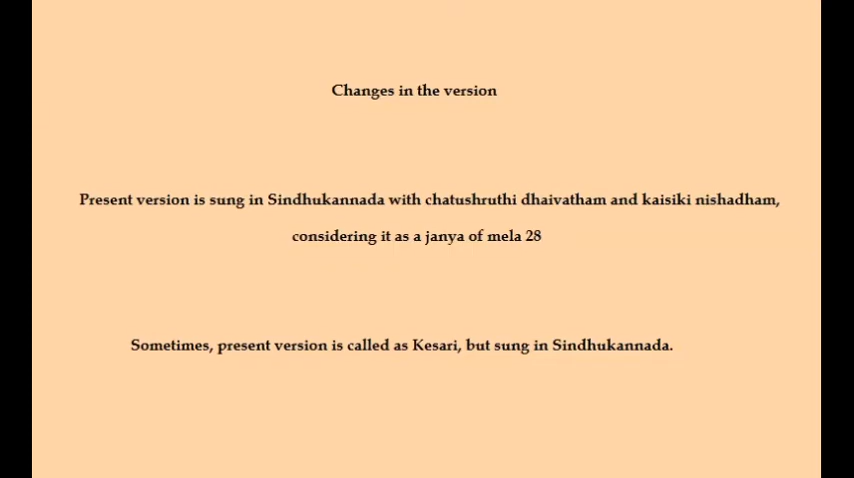 Changes in the version
Present version is sung in Sindhukannada with chatushruthi dhaivatham and kaisiki nishadham,
considering it as a janya of mela 28
Sometimes, present version is called as Kesari, but sung in Sindhukannada.